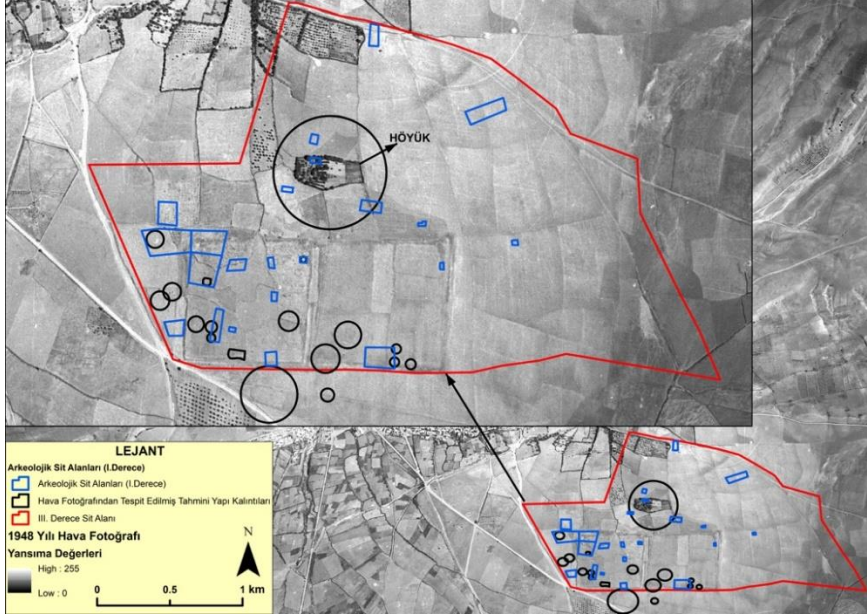 HÖYÜK
LEJANT
Arkeolojik Sit Alanları (I.Derece)
Arkeolojik Sit Alanları (I.Derece)
Hava Fotoğrafından Tespit Edilmiş Tahmini Yapı Kalıntıları
III. Derece Sit Alanı
1948 Yılı Hava Fotoğrafı
Yansıma Değerleri
High : 255
Low : 0
N
0 0.5 1 km